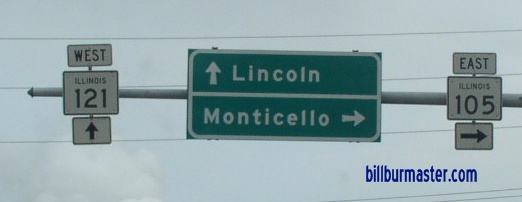 WEST
ILLINOIS
121
Lincoln
Monticello
EAST
ILLINOIS
105
billburmaster.com